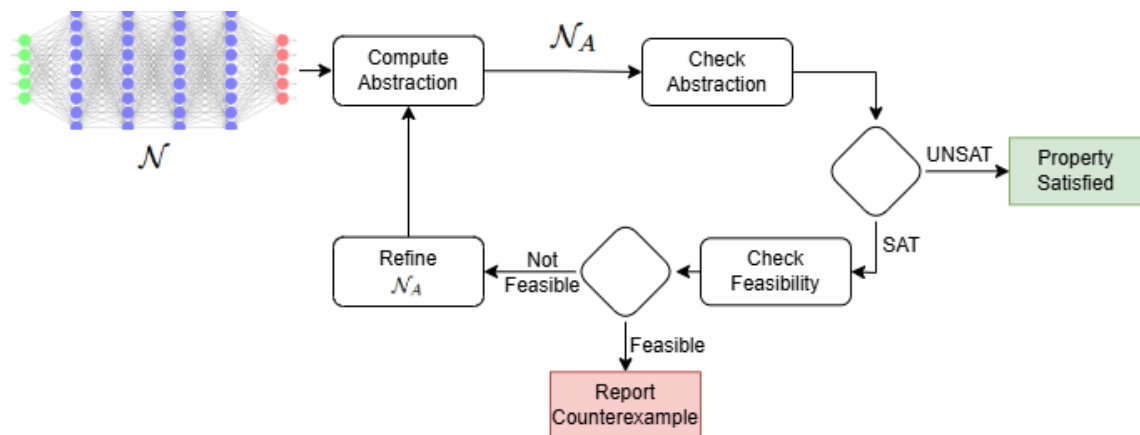 𝒩
Compute
Abstraction
𝒩_A
Check
Abstraction
UNSAT
Property
Satisfied
SAT
Check
Feasibility
Not
Feasible
Refine
𝒩_A
Feasible
Report
Counterexample